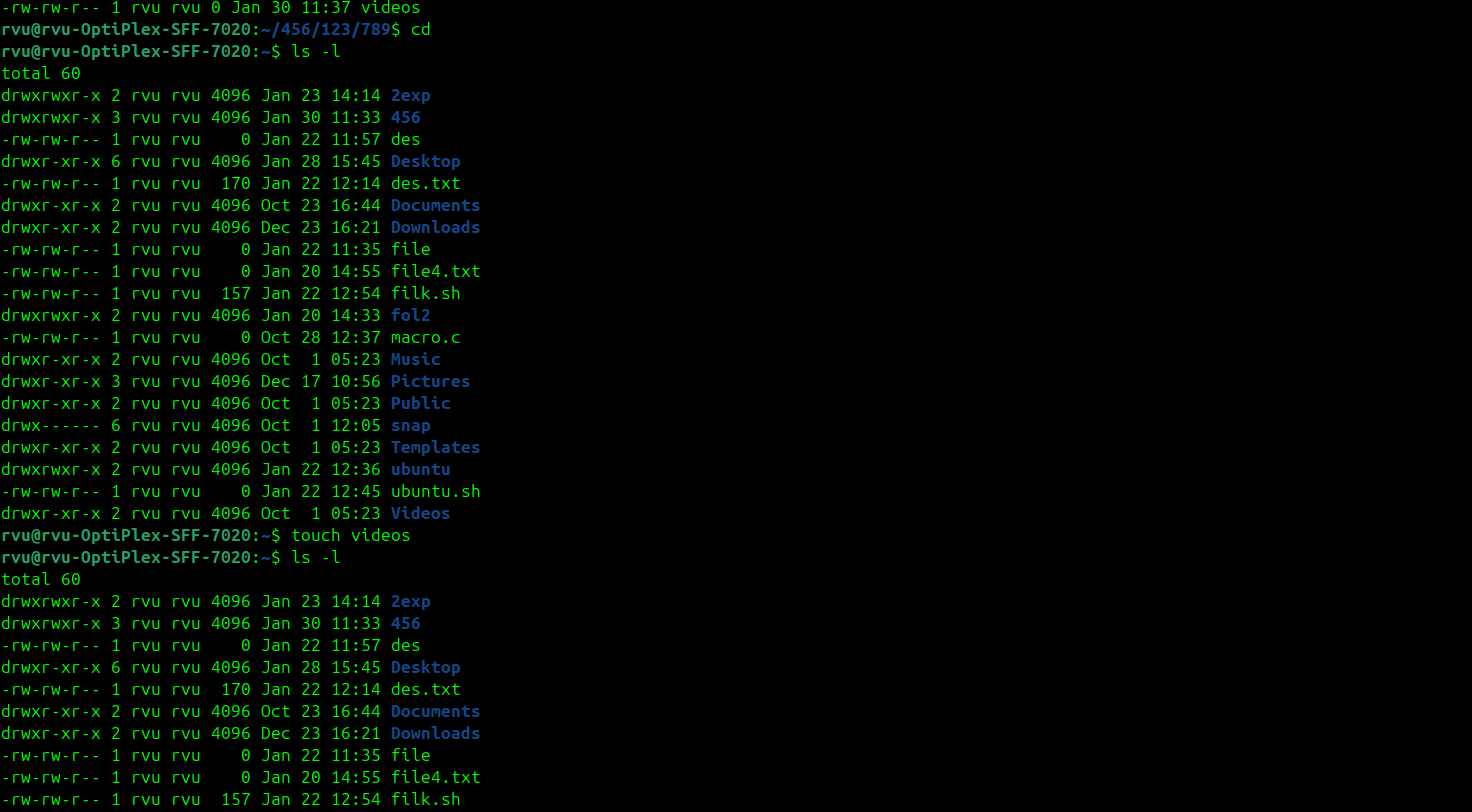 -rw-rw-r-- 1 rvu rvu 0 Jan 30 11:37 videos
rvu@rvu-OptiPlex-SFF-7020:~/456/123/789$ cd
rvu@rvu-OptiPlex-SFF-7020:~$ ls -l
total 60
drwxrwxr-x 2 rvu rvu 4096 Jan 23 14:14 2exp
drwxrwxr-x 3 rvu rvu 4096 Jan 30 11:33 456
-rw-rw-r-- 1 rvu rvu    0 Jan 22 11:57 des
drwxr-xr-x 6 rvu rvu 4096 Jan 28 15:45 Desktop
-rw-rw-r-- 1 rvu rvu  170 Jan 22 12:14 des.txt
drwxr-xr-x 2 rvu rvu 4096 Oct 23 16:44 Documents
drwxr-xr-x 2 rvu rvu 4096 Dec 23 16:21 Downloads
-rw-rw-r-- 1 rvu rvu    0 Jan 22 11:35 file
-rw-rw-r-- 1 rvu rvu    0 Jan 20 14:55 file4.txt
-rw-rw-r-- 1 rvu rvu  157 Jan 22 12:54 filk.sh
drwxrwxr-x 2 rvu rvu 4096 Jan 20 14:33 fol2
-rw-rw-r-- 1 rvu rvu    0 Oct 28 12:37 macro.c
drwxr-xr-x 2 rvu rvu 4096 Oct  1 05:23 Music
drwxr-xr-x 3 rvu rvu 4096 Dec 17 10:56 Pictures
drwxr-xr-x 2 rvu rvu 4096 Oct  1 05:23 Public
drwx------ 6 rvu rvu 4096 Oct  1 12:05 snap
drwxr-xr-x 2 rvu rvu 4096 Oct  1 05:23 Templates
drwxrwxr-x 2 rvu rvu 4096 Jan 22 12:36 ubuntu
-rw-rw-r-- 1 rvu rvu    0 Jan 22 12:45 ubuntu.sh
drwxr-xr-x 2 rvu rvu 4096 Oct  1 05:23 Videos
rvu@rvu-OptiPlex-SFF-7020:~$ touch videos
rvu@rvu-OptiPlex-SFF-7020:~$ ls -l
total 60
drwxrwxr-x 2 rvu rvu 4096 Jan 23 14:14 2exp
drwxrwxr-x 3 rvu rvu 4096 Jan 30 11:33 456
-rw-rw-r-- 1 rvu rvu    0 Jan 22 11:57 des
drwxr-xr-x 6 rvu rvu 4096 Jan 28 15:45 Desktop
-rw-rw-r-- 1 rvu rvu  170 Jan 22 12:14 des.txt
drwxr-xr-x 2 rvu rvu 4096 Oct 23 16:44 Documents
drwxr-xr-x 2 rvu rvu 4096 Dec 23 16:21 Downloads
-rw-rw-r-- 1 rvu rvu    0 Jan 22 11:35 file
-rw-rw-r-- 1 rvu rvu    0 Jan 20 14:55 file4.txt
-rw-rw-r-- 1 rvu rvu  157 Jan 22 12:54 filk.sh